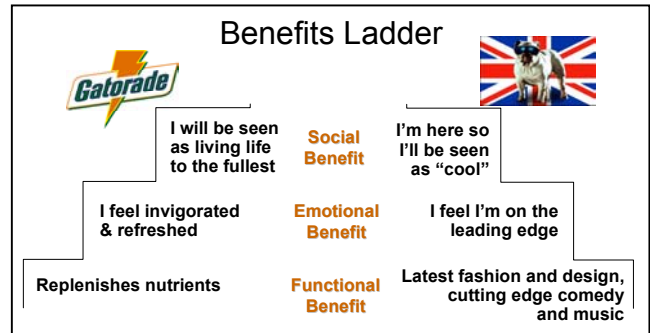 Benefits Ladder
Gatorade
I will be seen
as living life
to the fullest
Social
Benefit
I'm here so
I'll be seen
as “cool”
I feel invigorated
& refreshed
Emotional
Benefit
I feel I'm on the
leading edge
Replenishes nutrients
Functional
Benefit
Latest fashion and design,
cutting edge comedy
and music